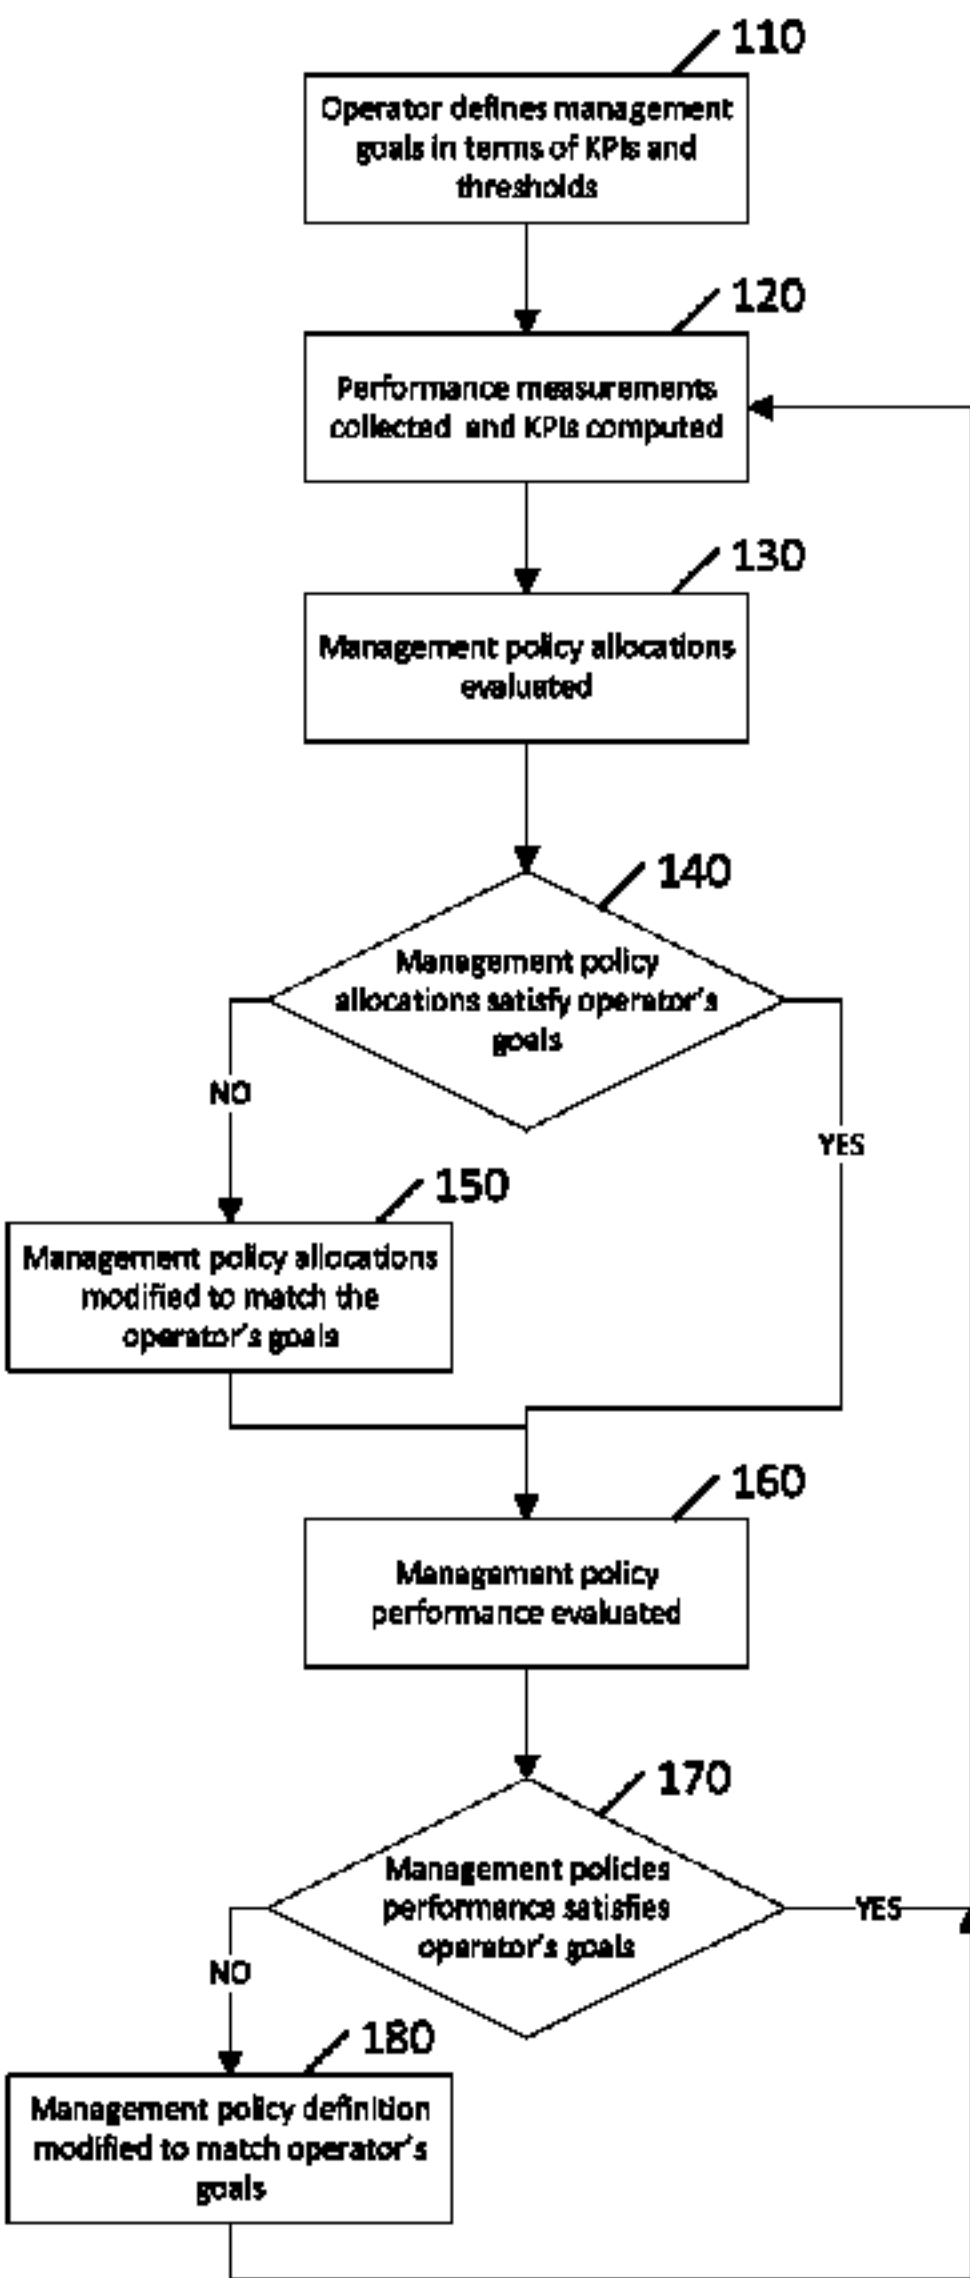 110
Operator defines management
goals in terms of KPIs and
thresholds
120
Performance measurements
collected and KPIs computed
130
Management policy allocations
evaluated
140
Management policy
allocations satisfy operator's
goals
NO
YES
150
Management policy allocations
modified to match the
operator's goals
160
Management policy
performance evaluated
170
Management policies
performance satisfies
operator's goals
YES
NO
180
Management policy definition
modified to match operator's
goals